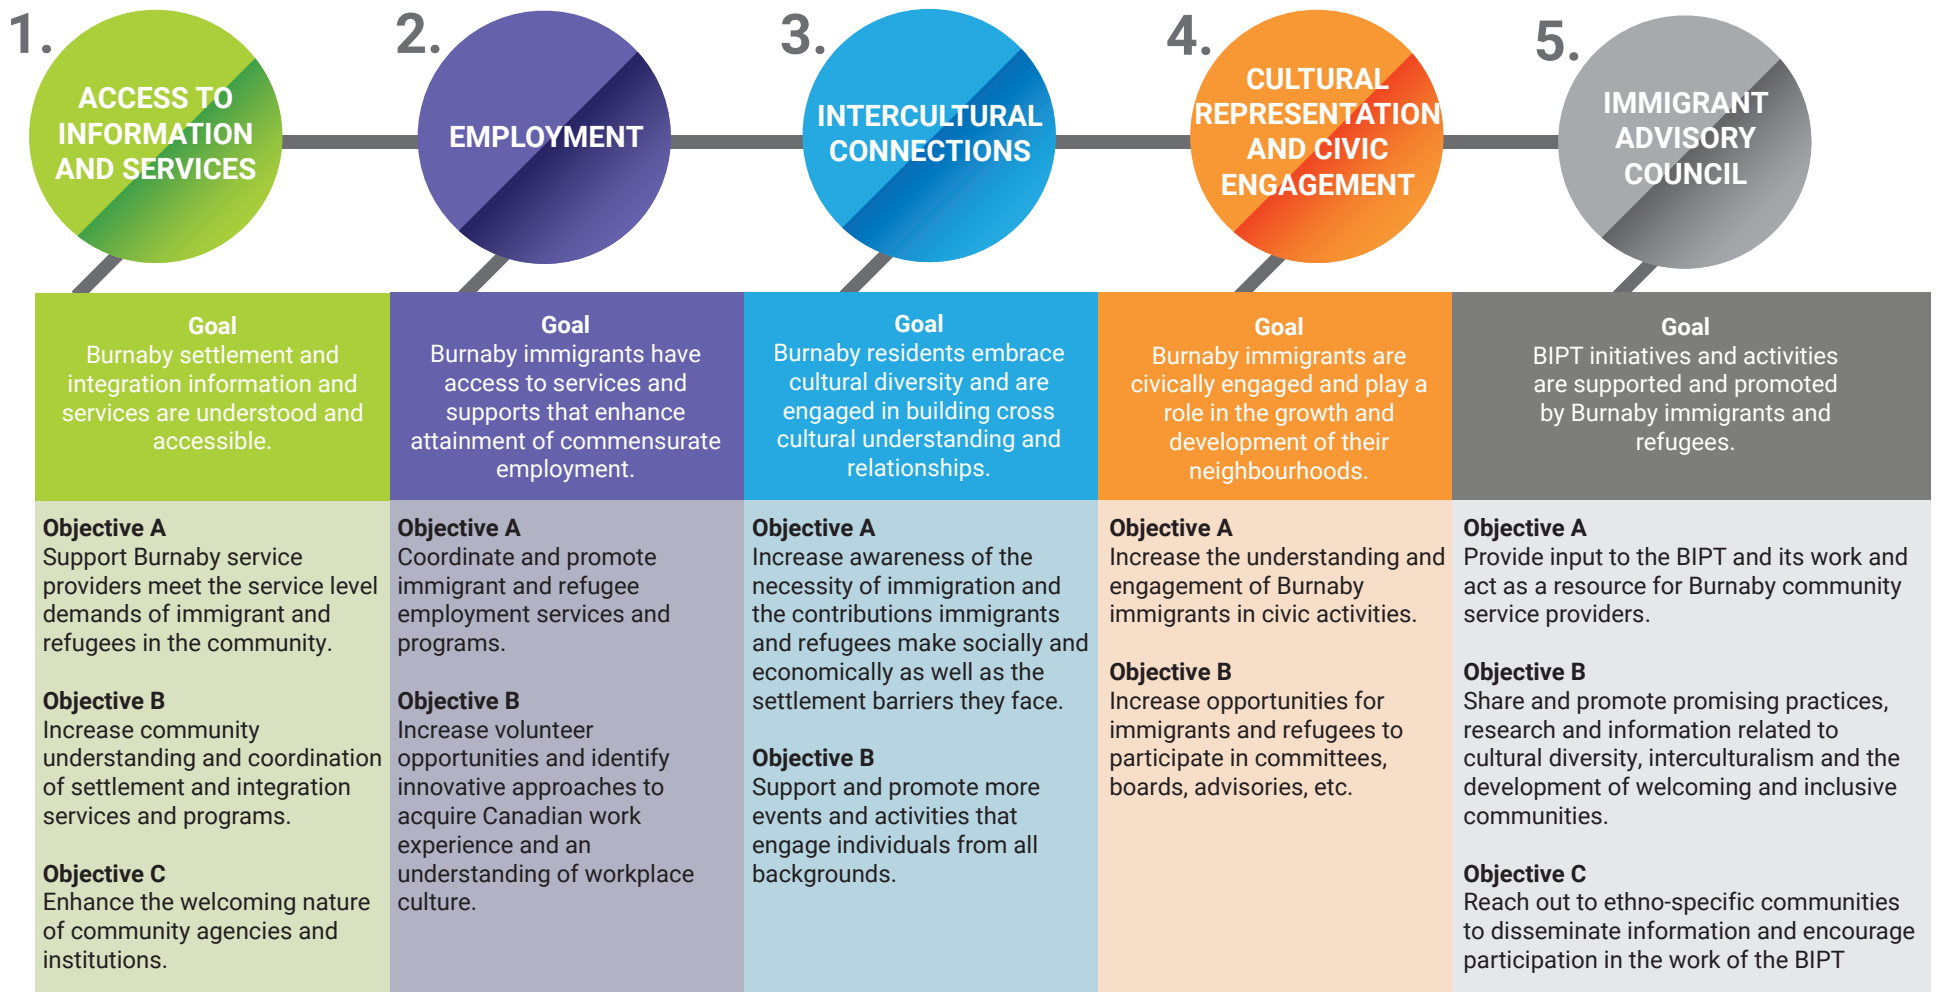 1.
ACCESS TO
INFORMATION
AND SERVICES
2.
EMPLOYMENT
3.
INTERCULTURAL
CONNECTIONS
4.
CULTURAL
REPRESENTATION
AND CIVIC
ENGAGEMENT
5.
IMMIGRANT
ADVISORY
COUNCIL
Goal
Burnaby settlement and
integration information and
services are understood and
accessible.
Goal
Burnaby immigrants have
access to services and
supports that enhance
attainment of commensurate
employment.
Goal
Burnaby residents embrace
cultural diversity and are
engaged in building cross
cultural understanding and
relationships.
Goal
Burnaby immigrants are
civically engaged and play a
role in the growth and
development of their
neighbourhoods.
Goal
BIPT initiatives and activities
are supported and promoted
by Burnaby immigrants and
refugees.
Objective A
Support Burnaby service
providers meet the service level
demands of immigrant and
refugees in the community.
Objective B
Increase community
understanding and coordination
of settlement and integration
services and programs.
Objective C
Enhance the welcoming nature
of community agencies and
institutions.
Objective A
Coordinate and promote
immigrant and refugee
employment services and
programs.
Objective B
Increase volunteer
opportunities and identify
innovative approaches to
acquire Canadian work
experience and an
understanding of workplace
culture.
Objective A
Increase awareness of the
necessity of immigration and
the contributions immigrants
and refugees make socially and
economically as well as the
settlement barriers they face.
Objective B
Support and promote more
events and activities that
engage individuals from all
backgrounds.
Objective A
Increase the understanding and
engagement of Burnaby
immigrants in civic activities.
Objective B
Increase opportunities for
immigrants and refugees to
participate in committees,
boards, advisories, etc.
Objective A
Provide input to the BIPT and its work and
act as a resource for Burnaby community
service providers.
Objective B
Share and promote promising practices,
research and information related to
cultural diversity, interculturalism and the
development of welcoming and inclusive
communities.
Objective C
Reach out to ethno-specific communities
to disseminate information and encourage
participation in the work of the BIPT